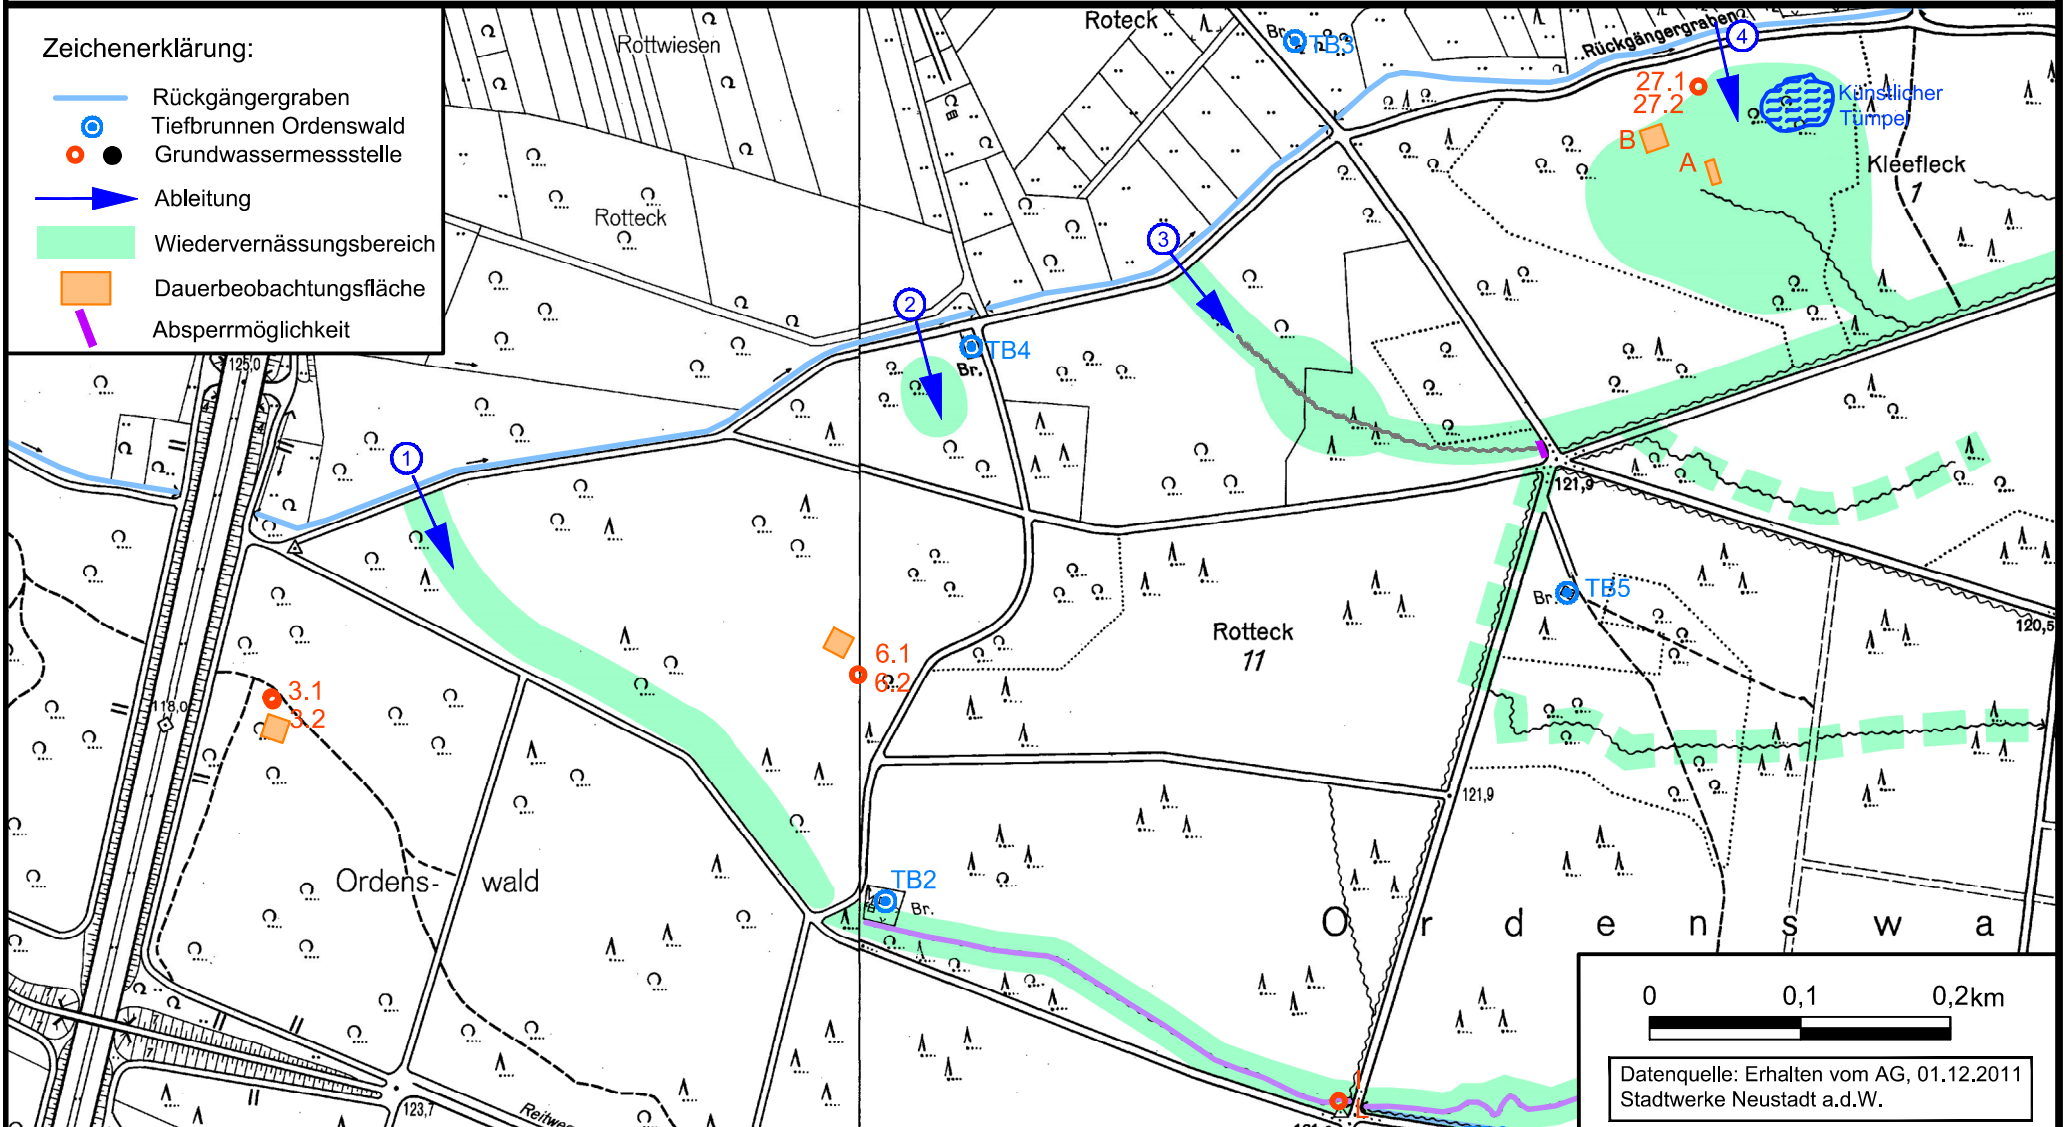 Zeichenerklärung:
Rückgängergraben
Tiefbrunnen Ordenswald
Grundwassermessstelle
Ableitung
Wiedervernässungsbereich
Dauerbeobachtungsfläche
Absperrmöglichkeit
Rottwiesen
Roteck
Br.
TB3
Rückgängergraben
4
27.1
27.2
Künstlicher
Tümpel
B
A
Kleefleck
1
Rotteck
3
2
TB4
Br.
125,0
1
121,9
Br.
TB5
Rotteck
11
120,5
6.1
6.2
3.1
3.2
118,0
121,9
Ordens- wald
TB2
Br.
O r d e n s w a
0 0,1 0,2km
Datenquelle: Erhalten vom AG, 01.12.2011
Stadtwerke Neustadt a.d.W.
123,7
7
L